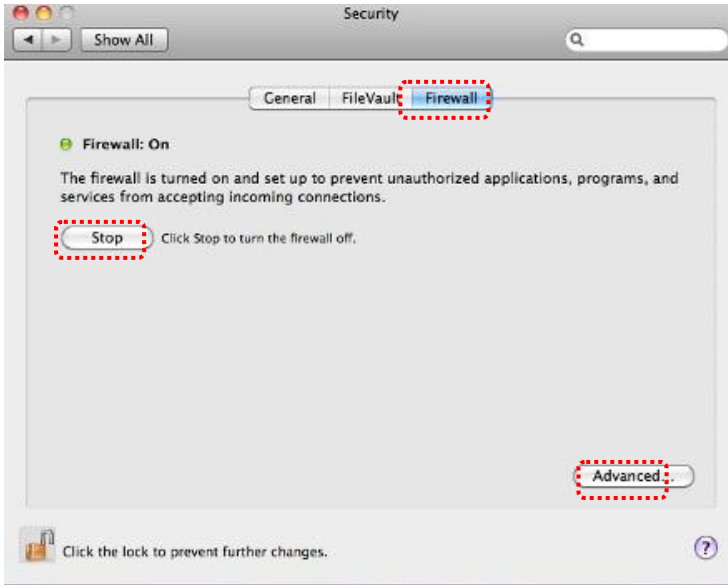 Security
Show All
General FileVault Firewall
Firewall: On
The firewall is turned on and set up to prevent unauthorized applications, programs, and
services from accepting incoming connections.
Stop Click Stop to turn the firewall off.
Advanced...
Click the lock to prevent further changes.
?